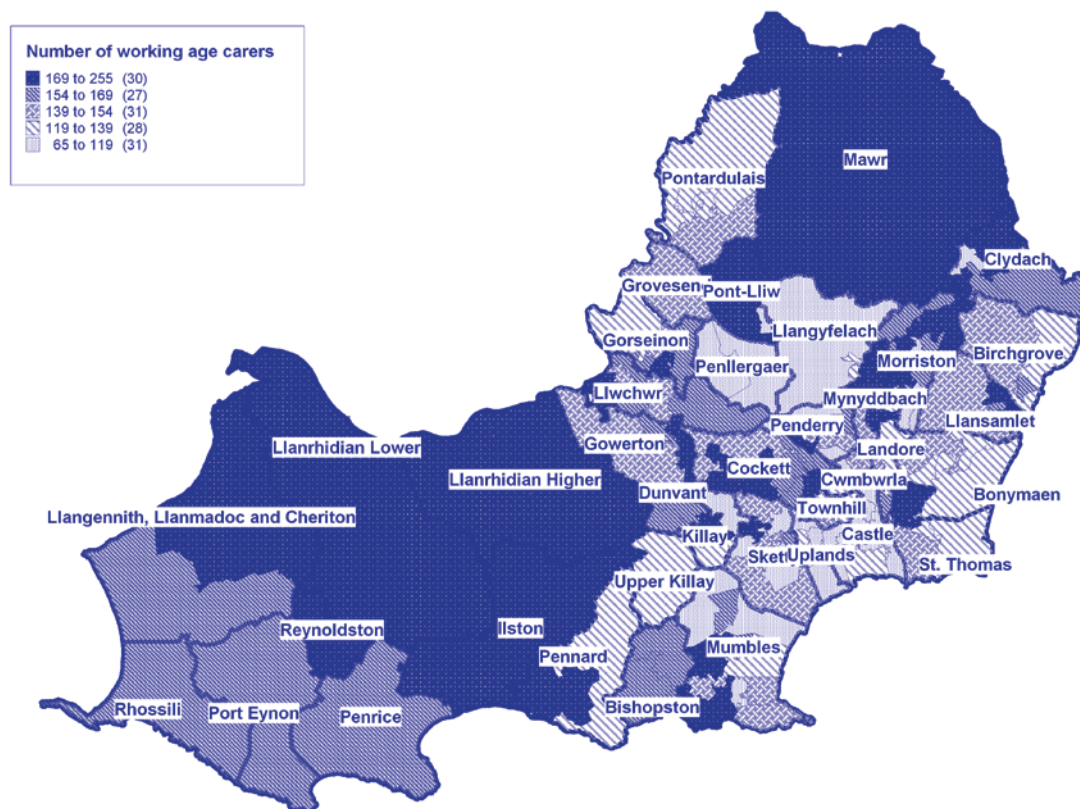 Number of working age carers
169 to 255 (30)
154 to 169 (27)
139 to 154 (31)
119 to 139 (28)
65 to 119 (31)
Mawr
Pontardulais
Clydach
Grovesen
Pont-Lliw
Llangyfelach
Gorseinon
Morriston
Birchgrove
Penllergaer
Llwchwr
Mynyddbach
Llansamlet
Penderry
Gowerton
Landore
Llanrhidian Lower
Cockett
Llanrhidian Higher
Cwmbwrla
Dunvant
Bonymaen
Townhill
Llangennith, Llanmadoc and Cheriton
Killay
Castle
Sket
Uplands
St. Thomas
Upper Killay
Reynoldston
Ilston
Mumbles
Pennard
Rhossili
Port Eynon
Penrice
Bishopston